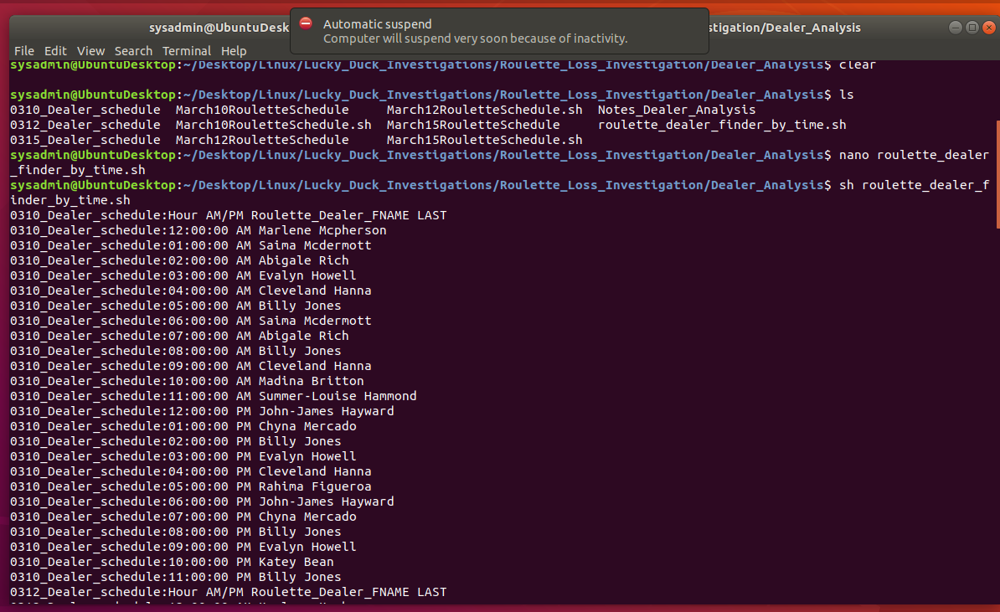 sysadmin@UbuntuDesk
stigation/Dealer_Analysis
Automatic suspend
Computer will suspend very soon because of inactivity.
File Edit View Search Terminal Help
sysadmin@UbuntuDesktop:~/Desktop/Linux/Lucky_Duck_Investigations/Roulette_Loss_Investigation/Dealer_Analysis$ clear
sysadmin@UbuntuDesktop:~/Desktop/Linux/Lucky_Duck_Investigations/Roulette_Loss_Investigation/Dealer_Analysis$ ls
0310_Dealer_schedule March10RouletteSchedule March12RouletteSchedule.sh Notes_Dealer_Analysis
0312_Dealer_schedule March10RouletteSchedule.sh March15RouletteSchedule roulette_dealer_finder_by_time.sh
0315_Dealer_schedule March12RouletteSchedule March15RouletteSchedule.sh
sysadmin@UbuntuDesktop:~/Desktop/Linux/Lucky_Duck_Investigations/Roulette_Loss_Investigation/Dealer_Analysis$ nano roulette_dealer
_finder_by_time.sh
sysadmin@UbuntuDesktop:~/Desktop/Linux/Lucky_Duck_Investigations/Roulette_Loss_Investigation/Dealer_Analysis$ sh roulette_dealer_f
inder_by_time.sh
0310_Dealer_schedule:Hour AM/PM Roulette_Dealer_FNAME LAST
0310_Dealer_schedule:12:00:00 AM Marlene Mcpherson
0310_Dealer_schedule:01:00:00 AM Saima Mcdermott
0310_Dealer_schedule:02:00:00 AM Abigale Rich
0310_Dealer_schedule:03:00:00 AM Evalyn Howell
0310_Dealer_schedule:04:00:00 AM Cleveland Hanna
0310_Dealer_schedule:05:00:00 AM Billy Jones
0310_Dealer_schedule:06:00:00 AM Saima Mcdermott
0310_Dealer_schedule:07:00:00 AM Abigale Rich
0310_Dealer_schedule:08:00:00 AM Billy Jones
0310_Dealer_schedule:09:00:00 AM Cleveland Hanna
0310_Dealer_schedule:10:00:00 AM Madina Britton
0310_Dealer_schedule:11:00:00 AM Summer-Louise Hammond
0310_Dealer_schedule:12:00:00 PM John-James Hayward
0310_Dealer_schedule:01:00:00 PM Chyna Mercado
0310_Dealer_schedule:02:00:00 PM Billy Jones
0310_Dealer_schedule:03:00:00 PM Evalyn Howell
0310_Dealer_schedule:04:00:00 PM Cleveland Hanna
0310_Dealer_schedule:05:00:00 PM Rahima Figueroa
0310_Dealer_schedule:06:00:00 PM John-James Hayward
0310_Dealer_schedule:07:00:00 PM Chyna Mercado
0310_Dealer_schedule:08:00:00 PM Billy Jones
0310_Dealer_schedule:09:00:00 PM Evalyn Howell
0310_Dealer_schedule:10:00:00 PM Katey Bean
0310_Dealer_schedule:11:00:00 PM Billy Jones
0312_Dealer_schedule:Hour AM/PM Roulette_Dealer_FNAME LAST